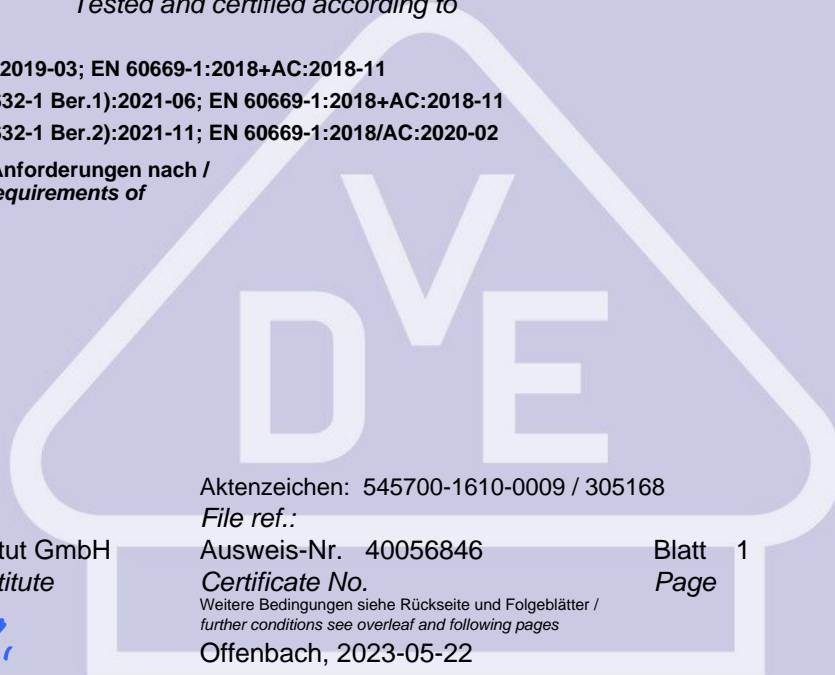 Tested and certified according to
2019-03; EN 60669-1:2018+AC:2018-11
632-1 Ber.1):2021-06; EN 60669-1:2018+AC:2018-11
632-1 Ber.2):2021-11; EN 60669-1:2018/AC:2020-02
Anforderungen nach /
equirements of
DVE
Aktenzeichen: 545700-1610-0009 / 305168
File ref.:
tut GmbH Ausweis-Nr. 40056846 Blatt 1
titute Certificate No. Page
Weitere Bedingungen siehe Rückseite und Folgeblätter /
further conditions see overleaf and following pages
Offenbach, 2023-05-22